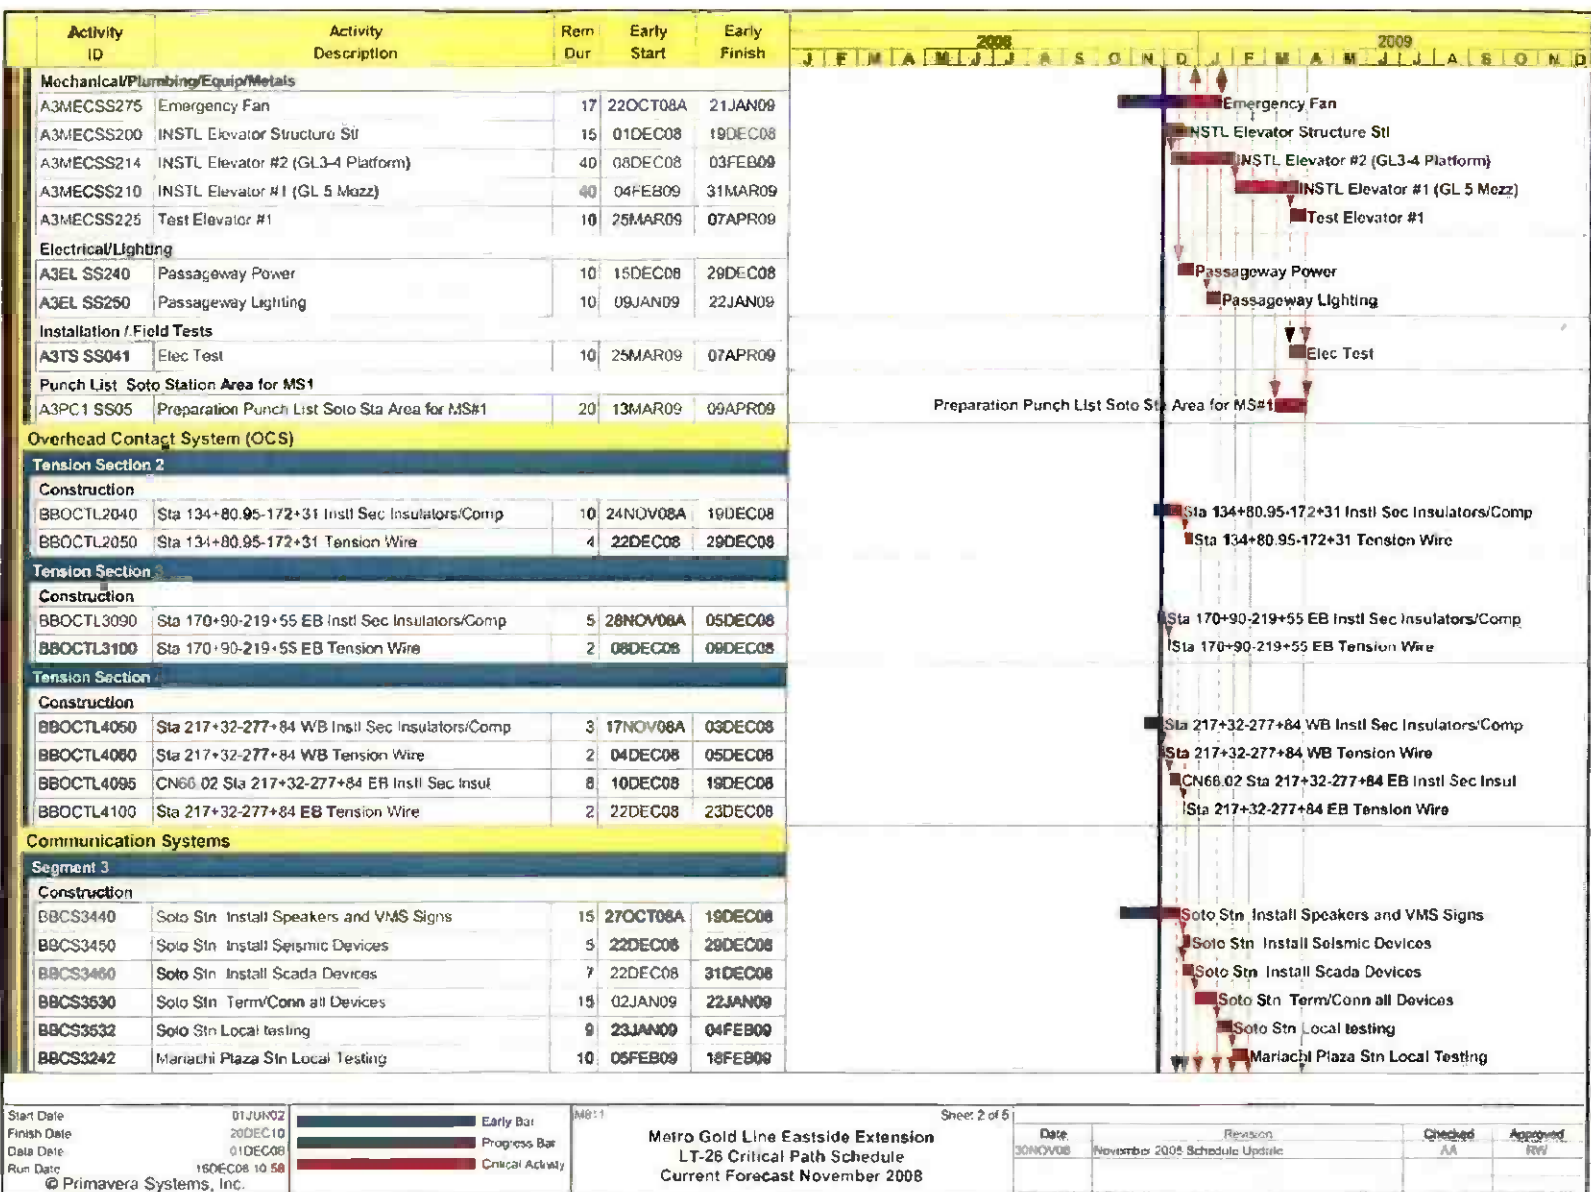 Activity ID Activity Description Rem Dur Early Start Early Finish 2008 2009
J F M A M J J A S O N D J F M A M J J A S O N D
Mechanical/Plumbing/Equip/Metals
A3MECSS275 Emergency Fan 17 22OCT08A 21JAN09 Emergency Fan
A3MECSS200 INSTL Elevator Structure Stl 15 01DEC08 19DEC08 INSTL Elevator Structure Stl
A3MECSS214 INSTL Elevator #2 (GL3-4 Platform) 40 08DEC08 03FEB09 INSTL Elevator #2 (GL3-4 Platform)
A3MECSS210 INSTL Elevator #1 (GL 5 Mezz) 40 04FEB09 31MAR09 INSTL Elevator #1 (GL 5 Mezz)
A3MECSS225 Test Elevator #1 10 25MAR09 07APR09 Test Elevator #1
Electrical/Lighting
A3EL SS240 Passageway Power 10 15DEC08 29DEC08 Passageway Power
A3EL SS250 Passageway Lighting 10 09JAN09 22JAN09 Passageway Lighting
Installation / Field Tests
A3TS SS041 Elec Test 10 25MAR09 07APR09 Elec Test
Punch List Soto Station Area for MS1
A3PC1 SS05 Preparation Punch List Soto Sta Area for MS#1 20 13MAR09 09APR09 Preparation Punch List Soto Sta Area for MS#1
Overhead Contact System (OCS)
Tension Section 2
Construction
BBOCTL2040 Sta 134+80.95-172+31 Instl Sec Insulators/Comp 10 24NOV08A 19DEC08 Sta 134+80.95-172+31 Instl Sec Insulators/Comp
BBOCTL2050 Sta 134+80.95-172+31 Tension Wire 4 22DEC08 29DEC08 Sta 134+80.95-172+31 Tension Wire
Tension Section 3
Construction
BBOCTL3090 Sta 170+90-219+55 EB Instl Sec Insulators/Comp 5 28NOV08A 05DEC08 Sta 170+90-219+55 EB Instl Sec Insulators/Comp
BBOCTL3100 Sta 170+90-219+55 EB Tension Wire 2 08DEC08 09DEC08 Sta 170+90-219+55 EB Tension Wire
Tension Section
Construction
BBOCTL4050 Sta 217+32-277+84 WB Instl Sec Insulators/Comp 3 17NOV08A 03DEC08 Sta 217+32-277+84 WB Instl Sec Insulators/Comp
BBOCTL4060 Sta 217+32-277+84 WB Tension Wire 2 04DEC08 05DEC08 Sta 217+32-277+84 WB Tension Wire
BBOCTL4095 CN66.02 Sta 217+32-277+84 EB Instl Sec Insul 8 10DEC08 19DEC08 CN66.02 Sta 217+32-277+84 EB Instl Sec Insul
BBOCTL4100 Sta 217+32-277+84 EB Tension Wire 2 22DEC08 23DEC08 Sta 217+32-277+84 EB Tension Wire
Communication Systems
Segment 3
Construction
BBCS3440 Soto Stn Install Speakers and VMS Signs 15 27OCT08A 19DEC08 Soto Stn Install Speakers and VMS Signs
BBCS3450 Soto Stn Install Seismic Devices 5 22DEC08 29DEC08 Soto Stn Install Seismic Devices
BBCS3460 Soto Stn Install Scada Devices 7 22DEC08 31DEC08 Soto Stn Install Scada Devices
BBCS3530 Soto Stn Term/Conn all Devices 15 02JAN09 22JAN09 Soto Stn Term/Conn all Devices
BBCS3532 Soto Stn Local testing 9 23JAN09 04FEB09 Soto Stn Local testing
BBCS3242 Mariachi Plaza Stn Local Testing 10 05FEB09 18FEB09 Mariachi Plaza Stn Local Testing
Start Date 01JUN02
Finish Date 20DEC10
Data Date 01DEC08
Run Date 16DEC08 10:58
© Primavera Systems, Inc.
Early Bar
Progress Bar
Critical Activity
M811 Sheet 2 of 5
Metro Gold Line Eastside Extension
LT-26 Critical Path Schedule
Current Forecast November 2008
Date Revision Checked Approved
30NOV08 November 2008 Schedule Update AA RW